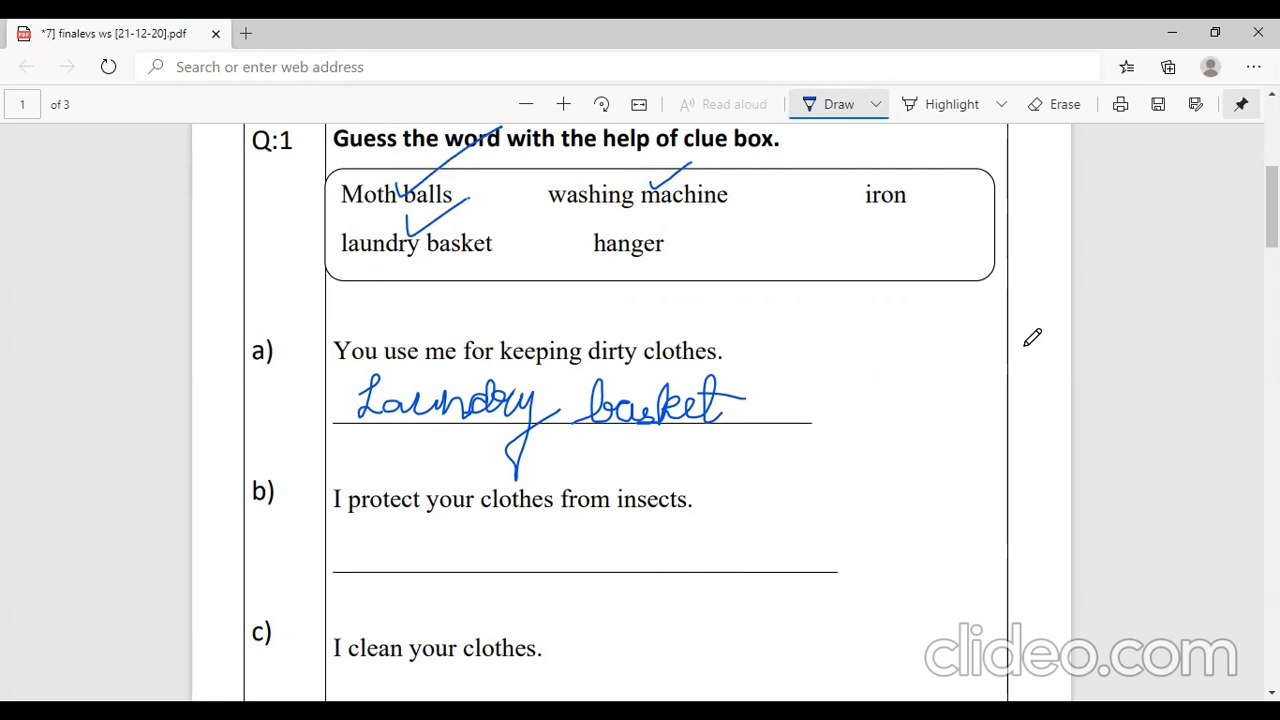 *7] finalevs ws [21-12-20].pdf
Search or enter web address
1 of 3 Read aloud Draw Highlight Erase
Q:1 Guess the word with the help of clue box.
Moth balls washing machine iron
laundry basket hanger
a) You use me for keeping dirty clothes.
Laundry basket
b) I protect your clothes from insects.
c) I clean your clothes.
clideo.com